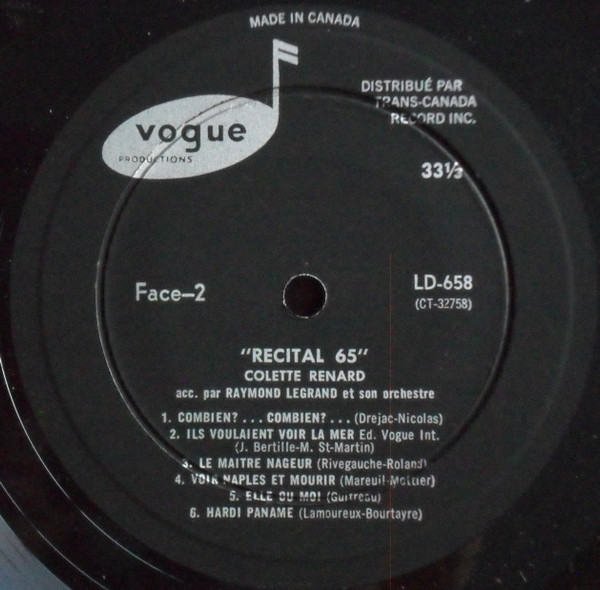 MADE IN CANADA
vogue
PRODUCTIONS
DISTRIBUÉ PAR
TRANS-CANADA
RECORD INC.
33⅓
Face–2
LD-658
(CT-32758)
"RECITAL 65"
COLETTE RENARD
acc. par RAYMOND LEGRAND et son orchestre
1. COMBIEN? . . . COMBIEN? . . . (Drejac-Nicolas)
2. ILS VOULAIENT VOIR LA MER Ed. Vogue Int.
(J. Bertille-M. St-Martin)
3. LE MAITRE NAGEUR (Rivegauche-Roland)
4. VOIR NAPLES ET MOURIR
5. ELLE OU MOI
6. HARDI PANAME (Lamoureux-Bourtayre)